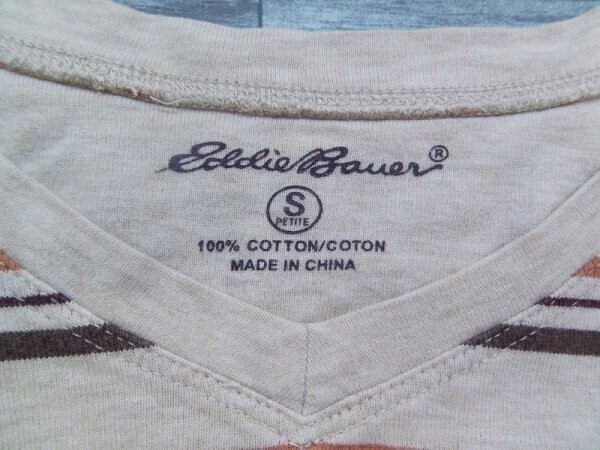 Eddie Bauer®
S
PETITE
100% COTTON/COTON
MADE IN CHINA